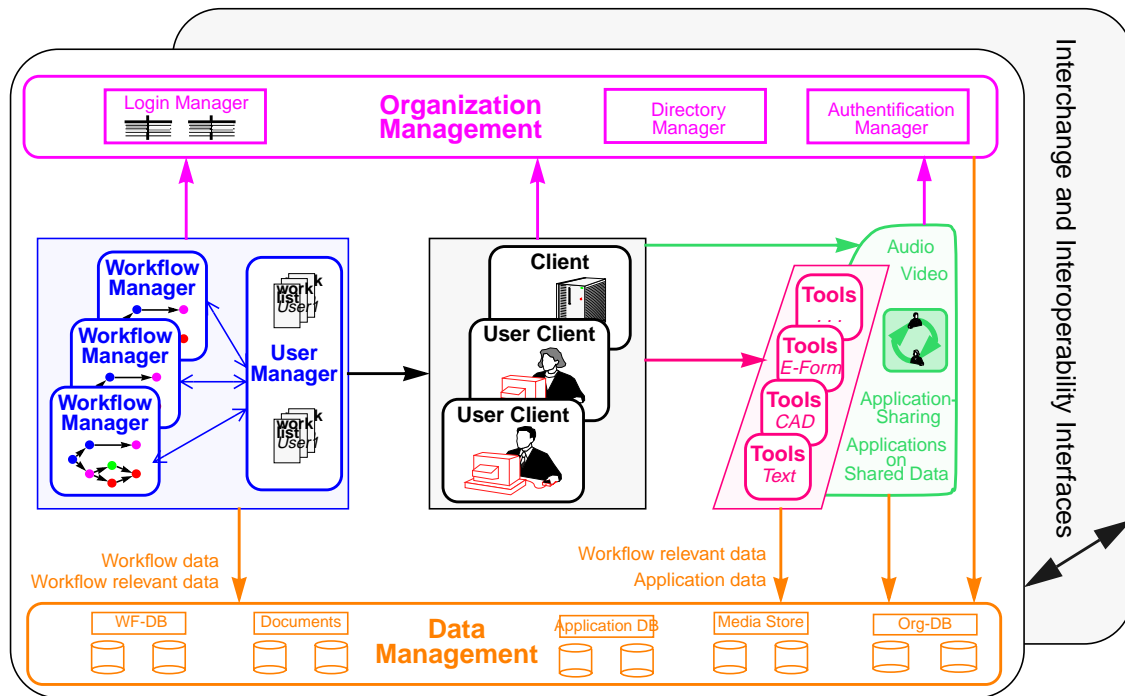 Interchange and Interoperability Interfaces
Login Manager
Organization
Management
Directory
Manager
Authentification
Manager
Workflow
Manager
Workflow
Manager
Workflow
Manager
work
list
User1
User
Manager
work
list
User1
Client
User Client
User Client
Tools
. . .
Tools
E-Form
Tools
CAD
Tools
Text
Audio
Video
Application-
Sharing
Applications
on
Shared Data
Workflow data
Workflow relevant data
Workflow relevant data
Application data
WF-DB
Documents
Data
Management
Application DB
Media Store
Org-DB